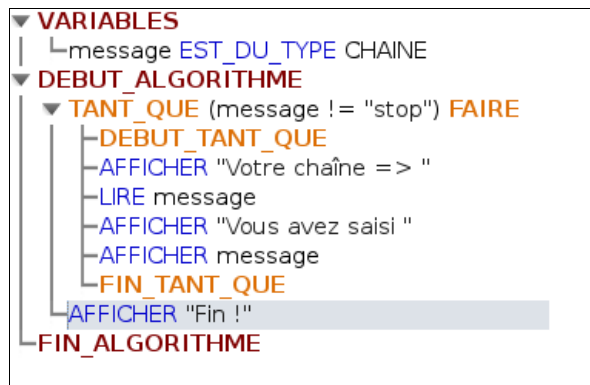 VARIABLES
message EST_DU_TYPE CHAINE
DEBUT_ALGORITHME
TANT_QUE (message != "stop") FAIRE
DEBUT_TANT_QUE
AFFICHER "Votre chaîne => "
LIRE message
AFFICHER "Vous avez saisi "
AFFICHER message
FIN_TANT_QUE
AFFICHER "Fin !"
FIN_ALGORITHME